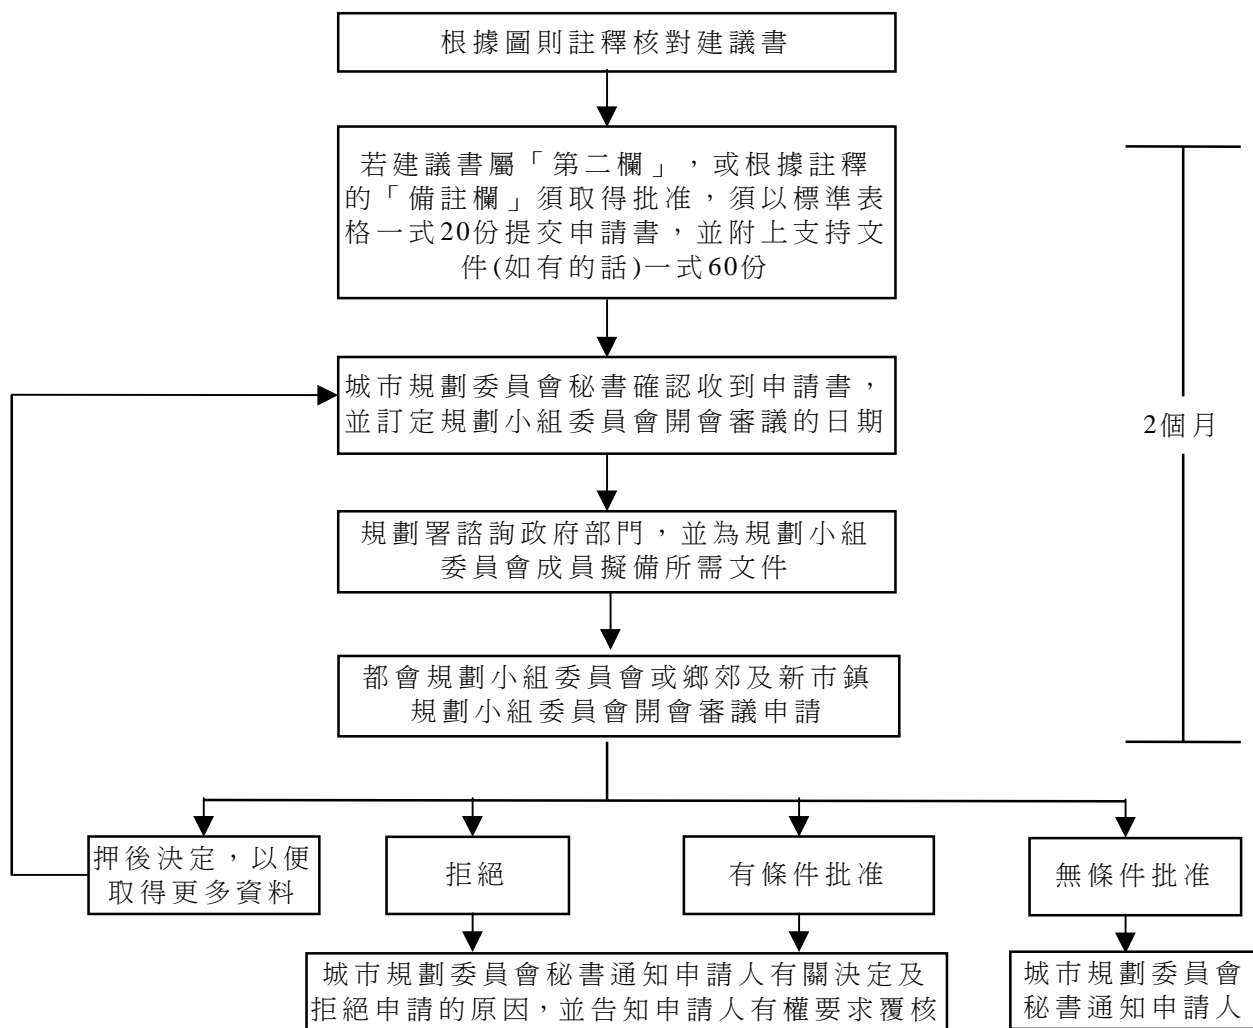 根據圖則註釋核對建議書
若建議書屬「第二欄」，或根據註釋
的「備註欄」須取得批准，須以標準表
格一式20份提交申請書，並附上支持文
件(如有的話)一式60份
城市規劃委員會秘書確認收到申請書，
並訂定規劃小組委員會開會審議的日期
2個月
規劃署諮詢政府部門，並為規劃小組
委員會成員擬備所需文件
都會規劃小組委員會或鄉郊及新市鎮
規劃小組委員會開會審議申請
押後決定，以便
取得更多資料
拒絕
有條件批准
無條件批准
城市規劃委員會秘書通知申請人有關決定及
拒絕申請的原因，並告知申請人有權要求覆核
城市規劃委員會
秘書通知申請人